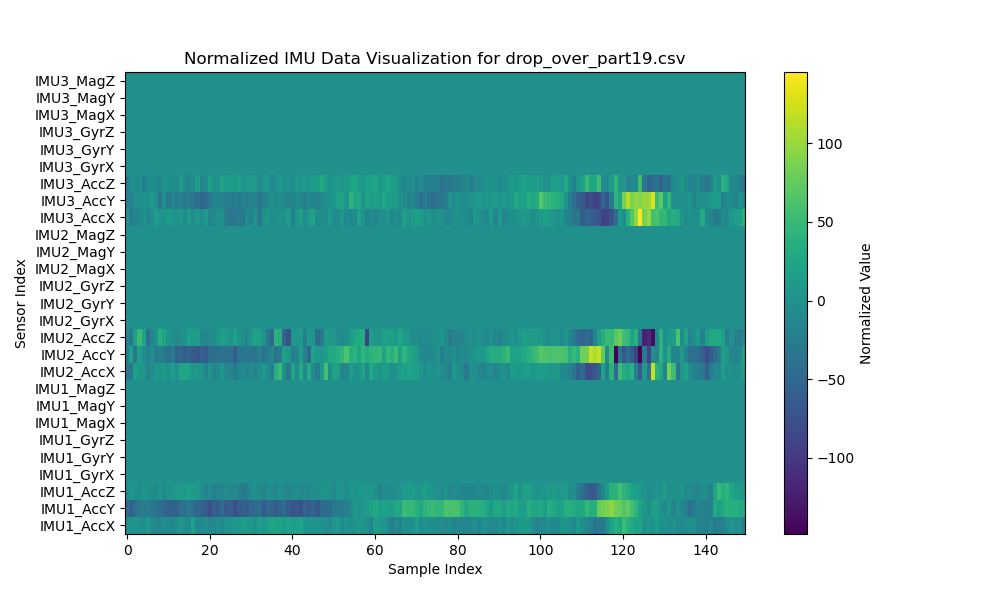 Normalized IMU Data Visualization for drop_over_part19.csv
IMU3_MagZ
IMU3_MagY
IMU3_MagX
IMU3_GyrZ
IMU3_GyrY
IMU3_GyrX
IMU3_AccZ
IMU3_AccY
IMU3_AccX
IMU2_MagZ
IMU2_MagY
IMU2_MagX
IMU2_GyrZ
IMU2_GyrY
IMU2_GyrX
IMU2_AccZ
IMU2_AccY
IMU2_AccX
IMU1_MagZ
IMU1_MagY
IMU1_MagX
IMU1_GyrZ
IMU1_GyrY
IMU1_GyrX
IMU1_AccZ
IMU1_AccY
IMU1_AccX
Sensor Index
0 20 40 60 80 100 120 140
Sample Index
100
50
0
−50
−100
Normalized Value